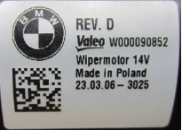 BMW
REV. D
Valeo W000090852
Wipermotor 14V
Made in Poland
23.03.06-3025